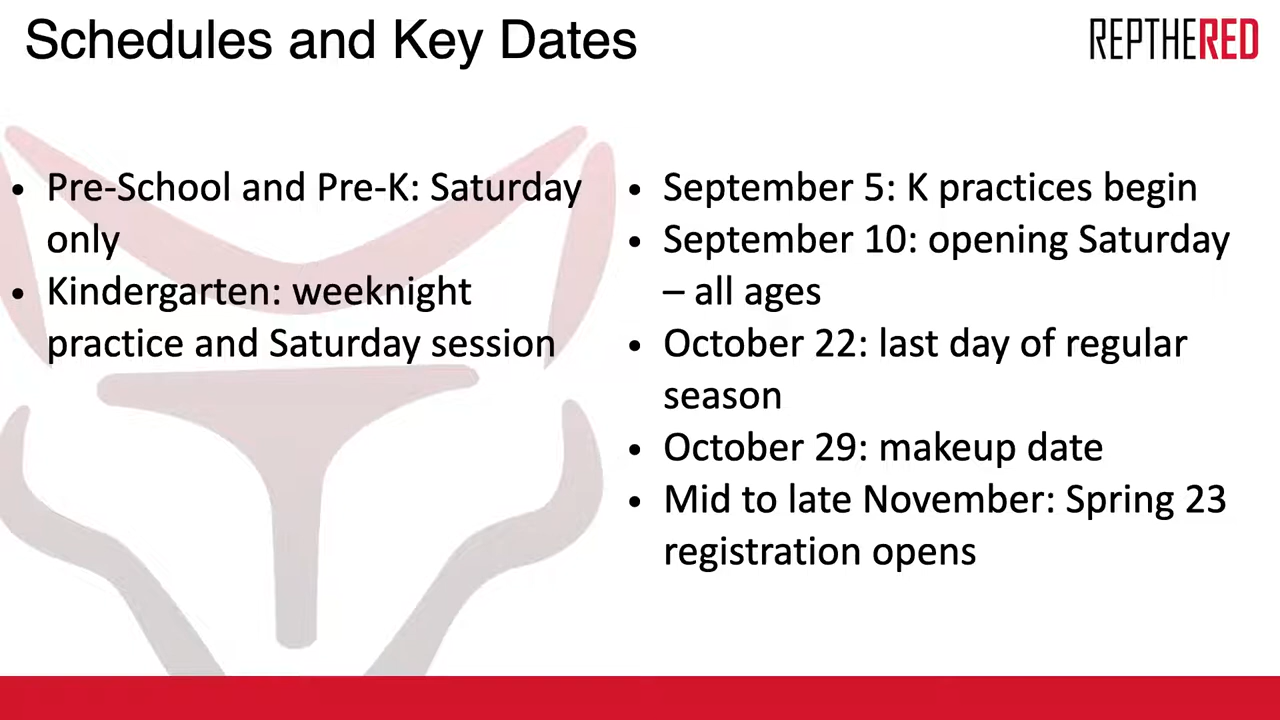 Schedules and Key Dates
REPTHERED
• Pre-School and Pre-K: Saturday
only
• Kindergarten: weeknight
practice and Saturday session
• September 5: K practices begin
• September 10: opening Saturday
– all ages
• October 22: last day of regular
season
• October 29: makeup date
• Mid to late November: Spring 23
registration opens